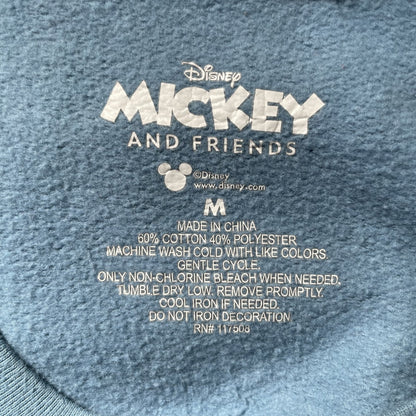 Disney
MICKEY
AND FRIENDS
©Disney
www.disney.com
M
MADE IN CHINA
60% COTTON 40% POLYESTER
MACHINE WASH COLD WITH LIKE COLORS
GENTLE CYCLE.
ONLY NON-CHLORINE BLEACH WHEN NEEDED.
TUMBLE DRY LOW. REMOVE PROMPTLY.
COOL IRON IF NEEDED.
DO NOT IRON DECORATION
RN# 117508